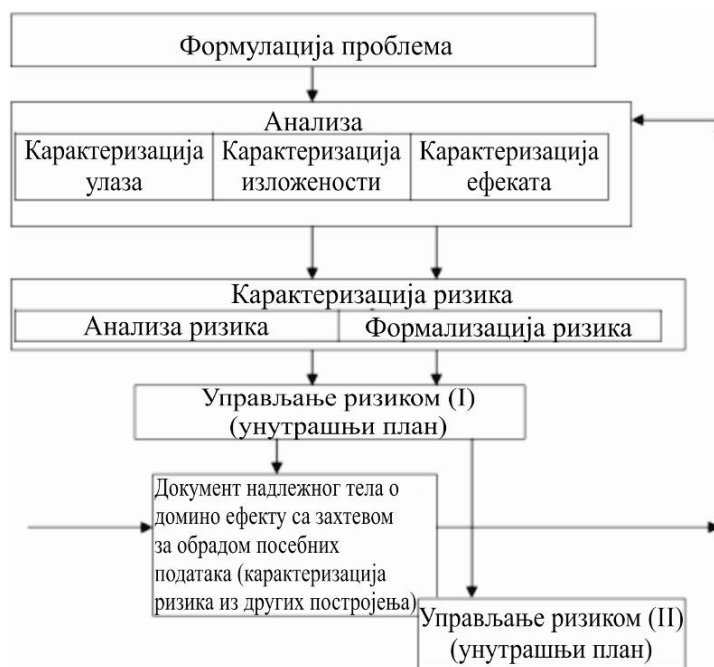 Формулација проблема
Анализа
Карактеризација
улаза
Карактеризација
изложености
Карактеризација
ефеката
Карактеризација ризика
Анализа ризика
Формализација ризика
Управљање ризиком (I)
(унутрашњи план)
Документ надлежног тела о
домино ефекту са захтевом
за обрадом посебних
података (карактеризација
ризика из других постројења)
Управљање ризиком (II)
(унутрашњи план)